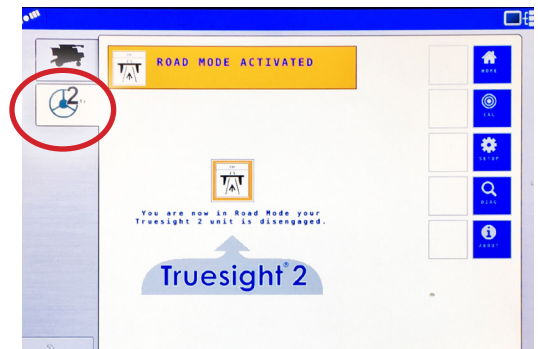 ROAD MODE ACTIVATED
HOME
2
CAL
SETUP
DIAG
You are now in Road Mode your
Truesight 2 unit is disengaged.
ABOUT
Truesight® 2